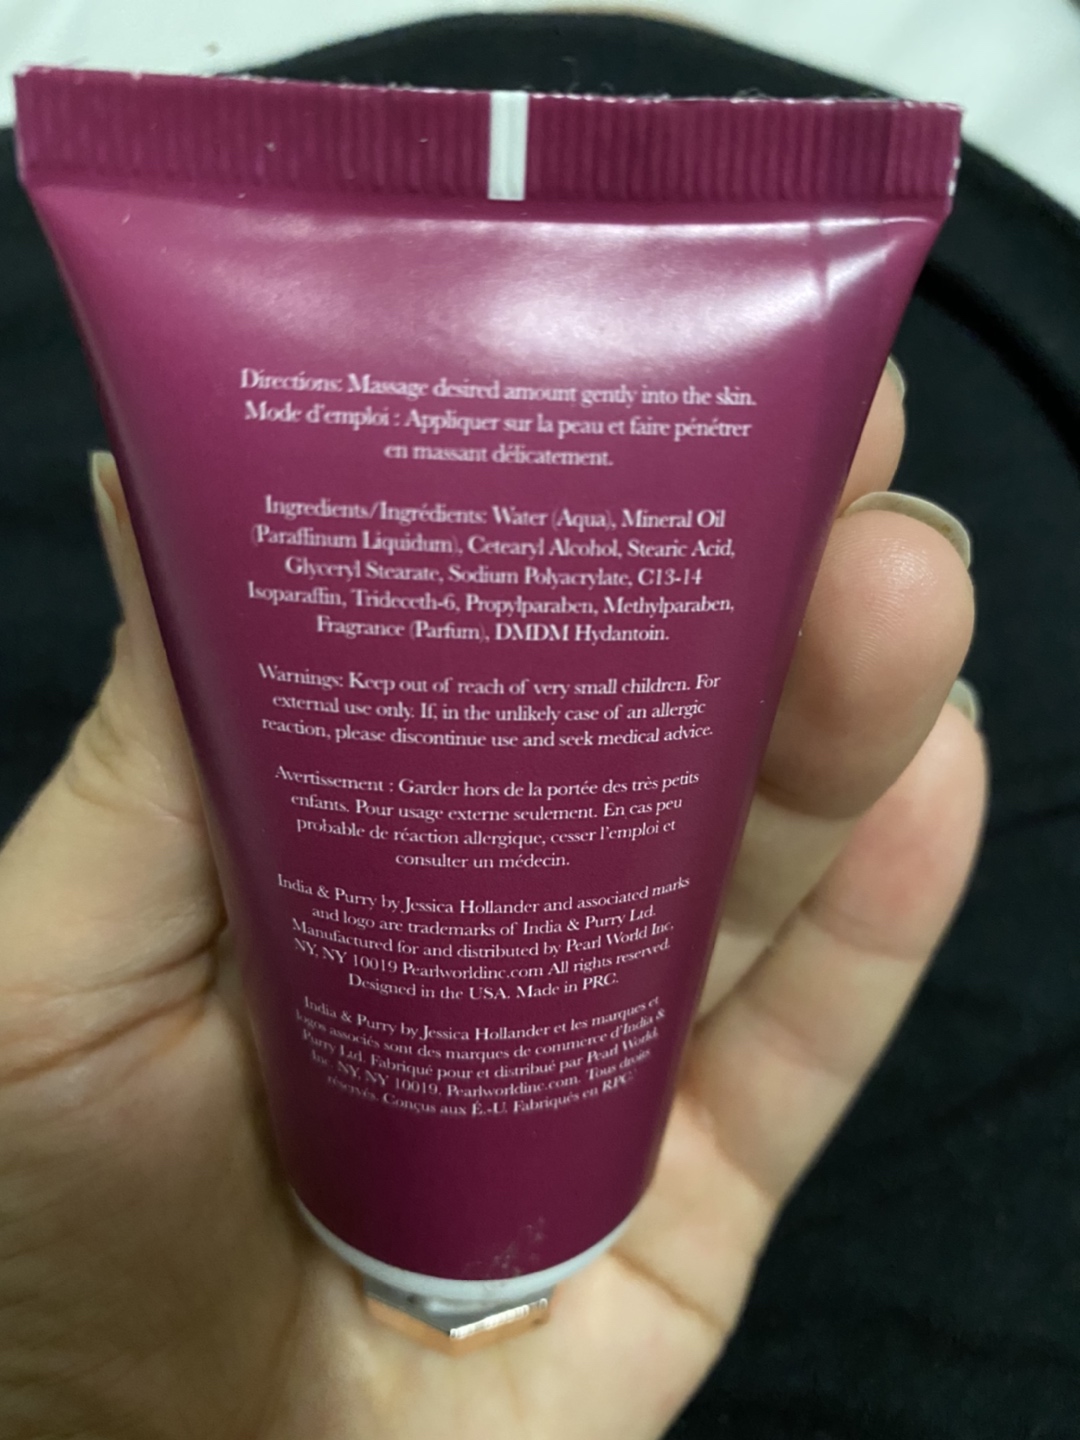 Directions: Massage desired amount gently into the skin.
Mode d'emploi : Appliquer sur la peau et faire pénétrer
en massant délicatement.
Ingredients/Ingrédients: Water (Aqua), Mineral Oil
(Paraffinum Liquidum), Cetearyl Alcohol, Stearic Acid,
Glyceryl Stearate, Sodium Polyacrylate, C13-14
Isoparaffin, Trideceth-6, Propylparaben, Methylparaben,
Fragrance (Parfum), DMDM Hydantoin.
Warnings: Keep out of reach of very small children. For
external use only. If, in the unlikely case of an allergic
reaction, please discontinue use and seek medical advice.
Avertissement : Garder hors de la portée des très petits
enfants. Pour usage externe seulement. En cas peu
probable de réaction allergique, cesser l'emploi et
consulter un médecin.
India & Purry by Jessica Hollander and associated marks
and logo are trademarks of India & Purry Ltd.
Manufactured for and distributed by Pearl World Inc,
NY, NY 10019 Pearlworldinc.com All rights reserved.
Designed in the USA. Made in PRC.
India & Purry by Jessica Hollander et les marques et
logos associés sont des marques de commerce d'India &
Purry Ltd. Fabriqué pour et distribué par Pearl World,
Inc. NY, NY 10019. Pearlworldinc.com. Tous droits
réservés. Conçus aux É.-U. Fabriqués en RPC.